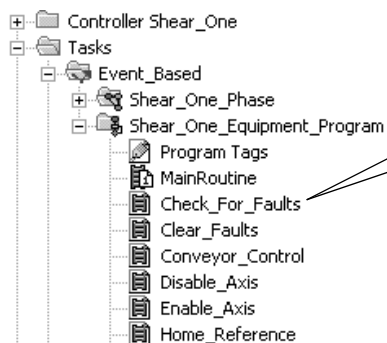 Controller Shear_One
Tasks
Event_Based
Shear_One_Phase
Shear_One_Equipment_Program
Program Tags
MainRoutine
Check_For_Faults
Clear_Faults
Conveyor_Control
Disable_Axis
Enable_Axis
Home_Reference